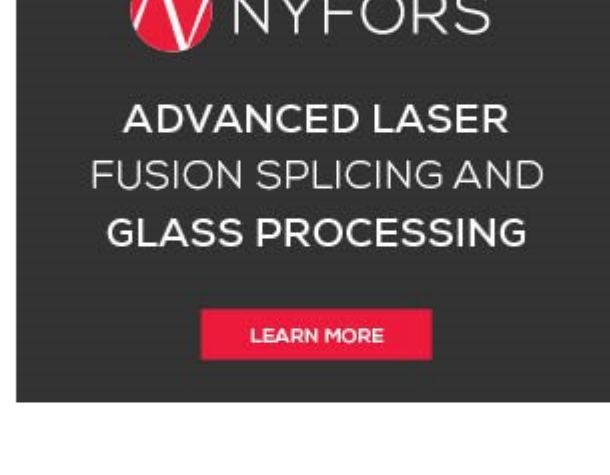 NYFORS
ADVANCED LASER
FUSION SPLICING AND
GLASS PROCESSING
LEARN MORE